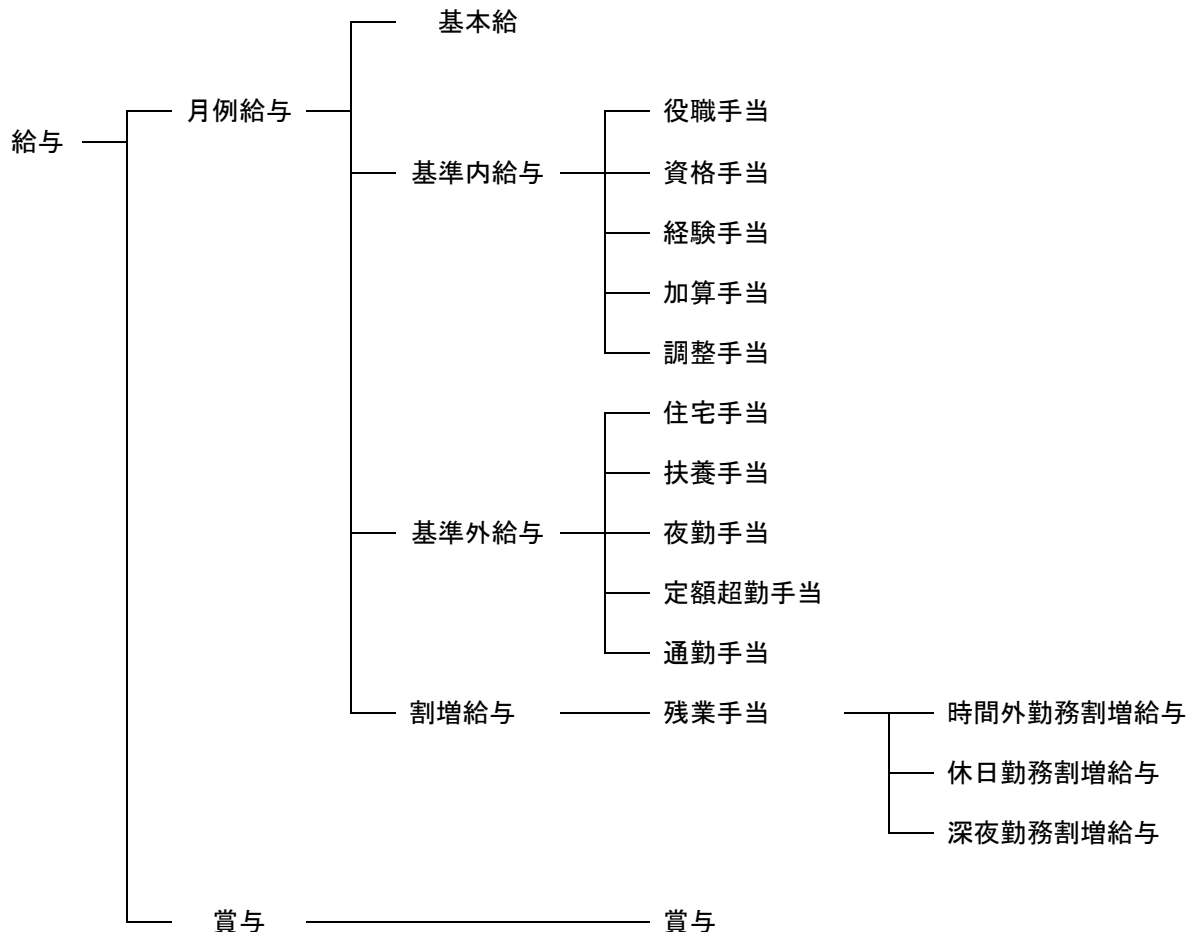 基本給
給与
月例給与
役職手当
基準内給与
資格手当
経験手当
加算手当
調整手当
住宅手当
扶養手当
基準外給与
夜勤手当
定額超勤手当
通勤手当
割増給与
残業手当
時間外勤務割増給与
休日勤務割増給与
深夜勤務割増給与
賞与
賞与